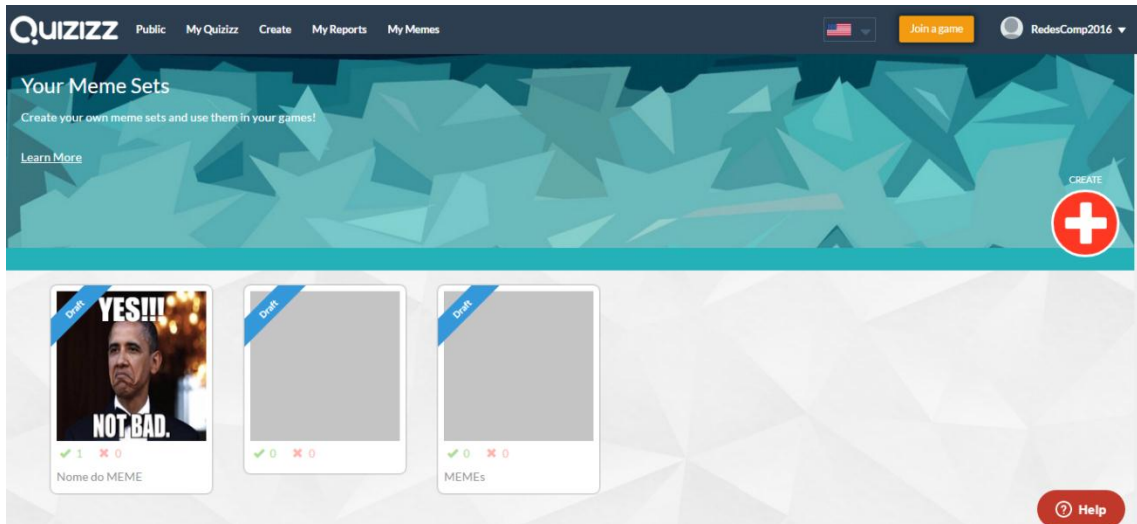 QUIZIZZ Public My Quizizz Create My Reports My Memes Join a game RedesComp2016
Your Meme Sets
Create your own meme sets and use them in your games!
Learn More
CREATE
Draft
YES!!!
NOT BAD.
1 0
Nome do MEME
Draft
0 0
Draft
0 0
MEMEs
Help